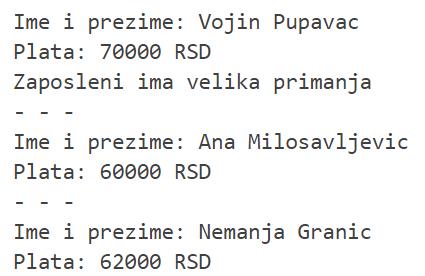 Ime i prezime: Vojin Pupavac
Plata: 70000 RSD
Zaposleni ima velika primanja
- - -
Ime i prezime: Ana Milosavljevic
Plata: 60000 RSD
- - -
Ime i prezime: Nemanja Granic
Plata: 62000 RSD